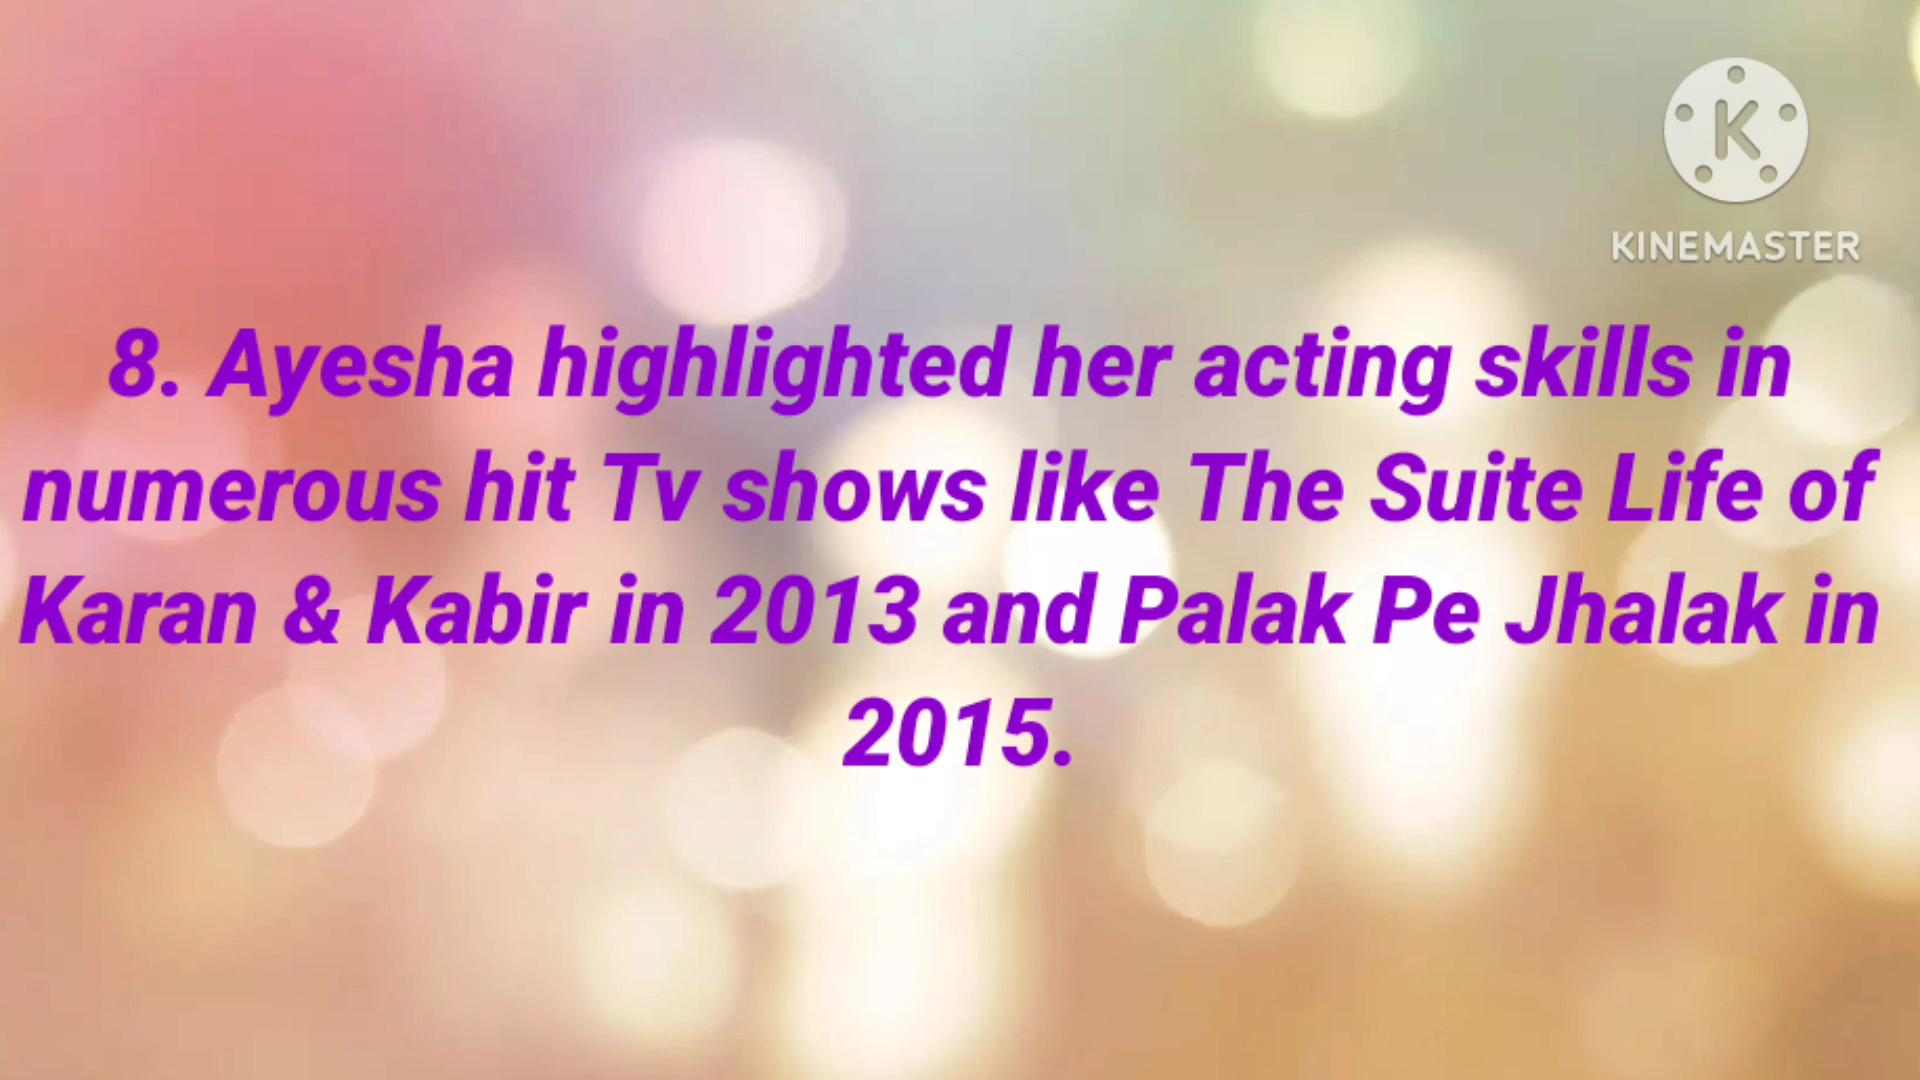 K
KINEMASTER
8. Ayesha highlighted her acting skills in
numerous hit Tv shows like The Suite Life of
Karan & Kabir in 2013 and Palak Pe Jhalak in
2015.